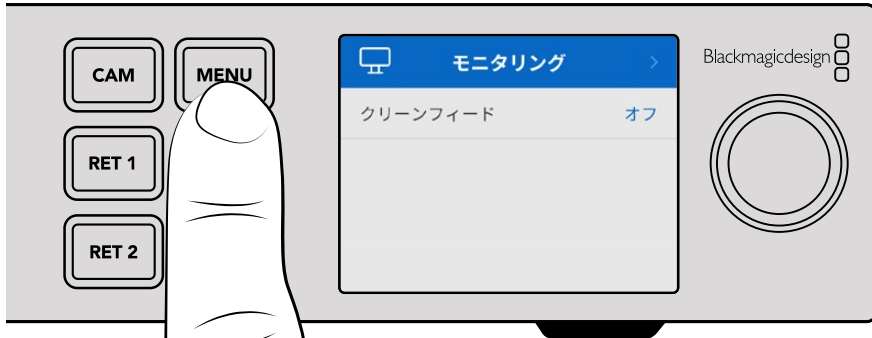 CAM
MENU
モニタリング
Blackmagicdesign
クリーンフィード オフ
RET 1
RET 2